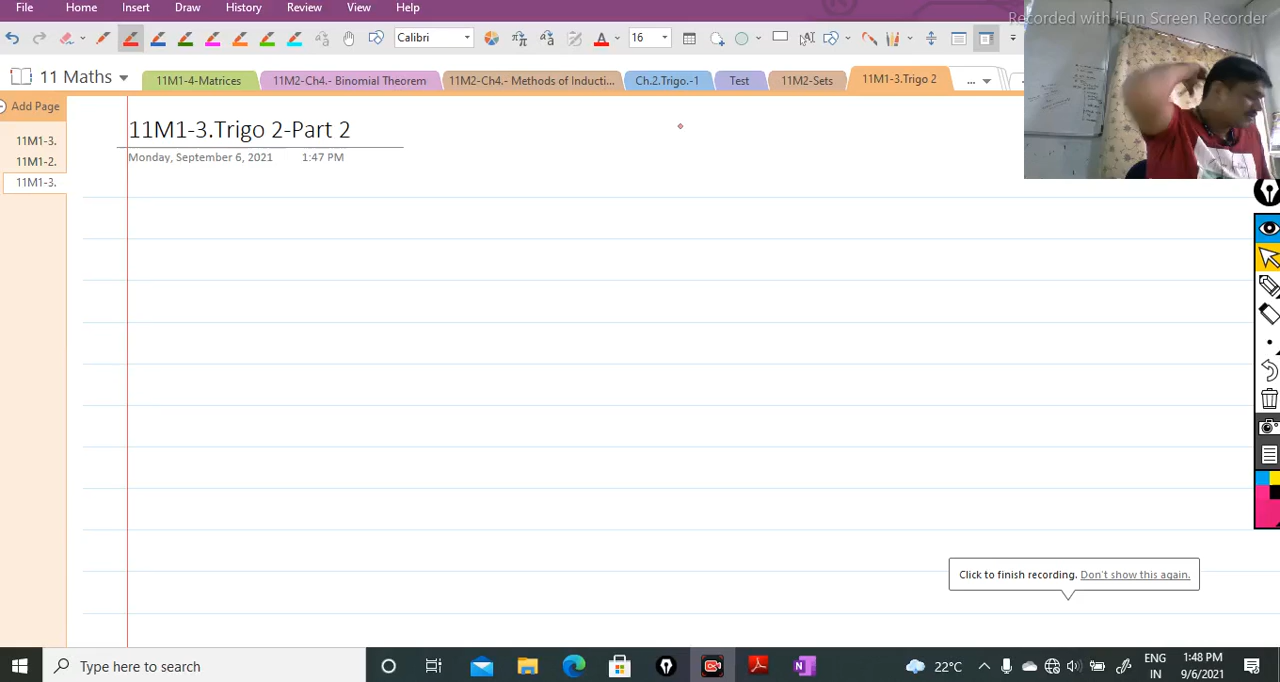 File Home Insert Draw History Review View Help
Recorded with iFun Screen Recorder
Calibri 16
11 Maths
11M1-4-Matrices
11M2-Ch4.- Binomial Theorem
11M2-Ch4.- Methods of Inducti...
Ch.2.Trigo.-1
Test
11M2-Sets
11M1-3.Trigo 2
...
Add Page
11M1-3.
11M1-2.
11M1-3.
11M1-3.Trigo 2-Part 2
Monday, September 6, 2021 1:47 PM
Click to finish recording. Don't show this again.
Type here to search
22°C
ENG
IN
1:48 PM
9/6/2021